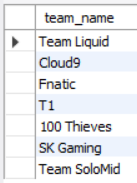 team_name
Team Liquid
Cloud9
Fnatic
T1
100 Thieves
SK Gaming
Team SoloMid